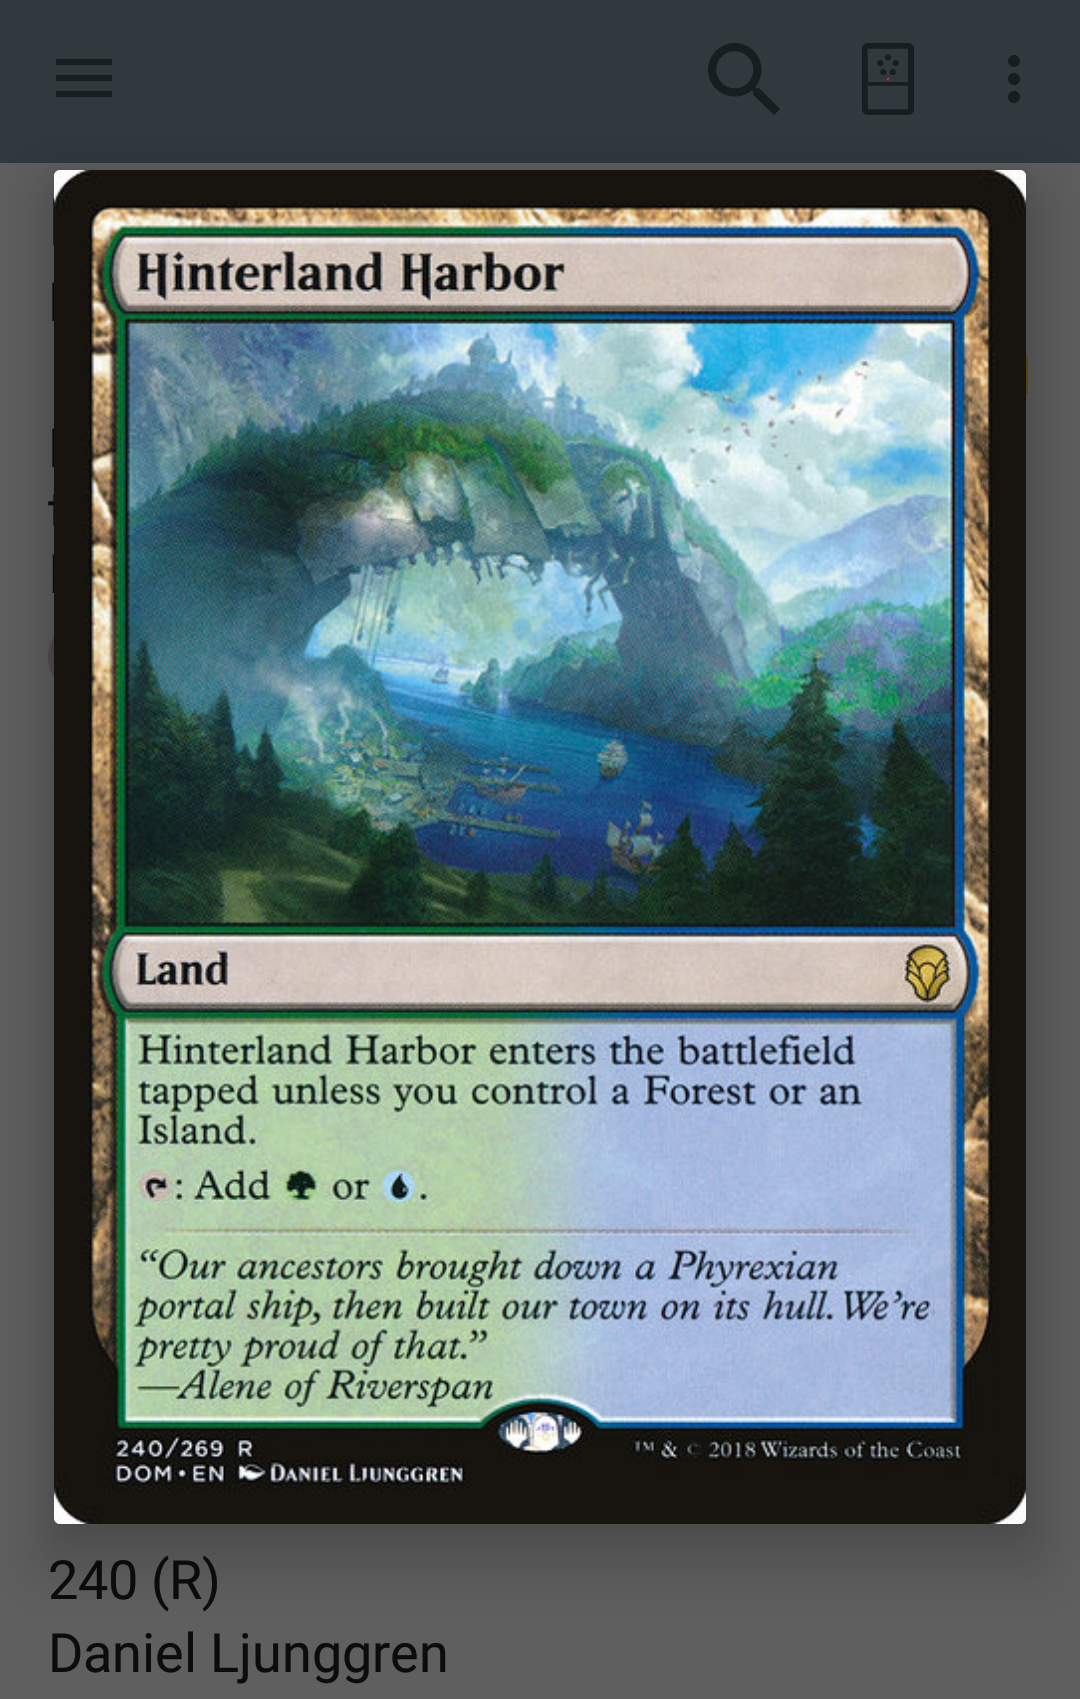 Hinterland Harbor
Land
Hinterland Harbor enters the battlefield
tapped unless you control a Forest or an
Island.
: Add or .
“Our ancestors brought down a Phyrexian
portal ship, then built our town on its hull. We’re
pretty proud of that.”
—Alene of Riverspan
240/269 R
DOM • EN DANIEL LJUNGGREN
™ & © 2018 Wizards of the Coast
240 (R)
Daniel Ljunggren